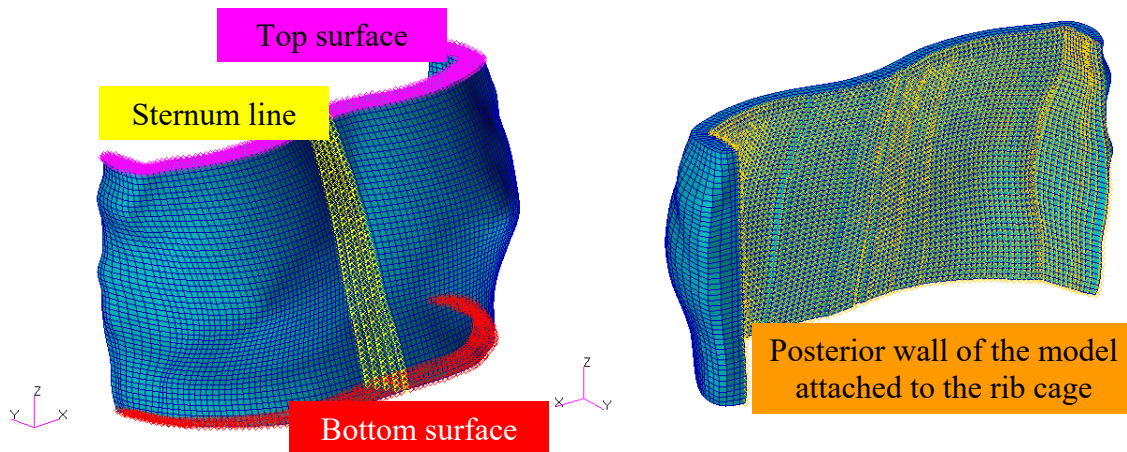 Top surface
Sternum line
Z
Y
X
Bottom surface
Z
X
Y
Posterior wall of the model
attached to the rib cage